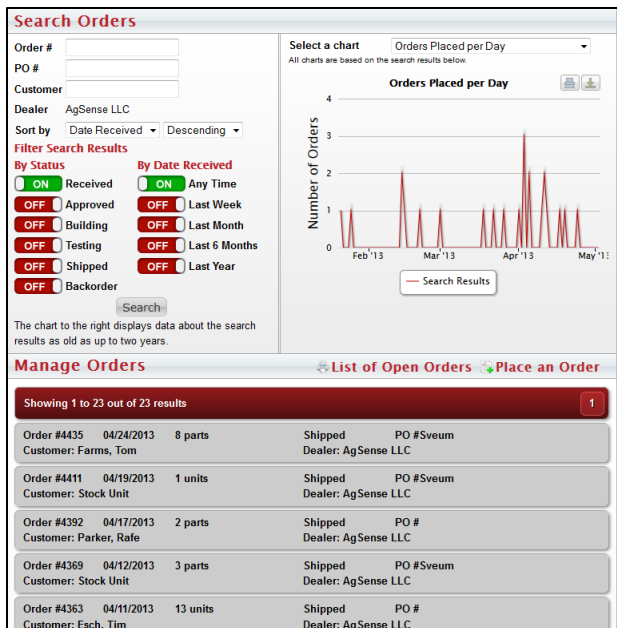 Search Orders
Order #
PO #
Customer
Dealer AgSense LLC
Sort by Date Received Descending
Filter Search Results
By Status By Date Received
ON Received ON Any Time
OFF Approved OFF Last Week
OFF Building OFF Last Month
OFF Testing OFF Last 6 Months
OFF Shipped OFF Last Year
OFF Backorder
Search
The chart to the right displays data about the search
results as old as up to two years.
Select a chart Orders Placed per Day
All charts are based on the search results below.
Orders Placed per Day
Number of Orders
4
3
2
1
0
Feb '13 Mar '13 Apr '13 May '13
Search Results
Manage Orders List of Open Orders Place an Order
Showing 1 to 23 out of 23 results 1
Order #4435 04/24/2013 8 parts Shipped PO #Sveum
Customer: Farms, Tom Dealer: AgSense LLC
Order #4411 04/19/2013 1 units Shipped PO #Sveum
Customer: Stock Unit Dealer: AgSense LLC
Order #4392 04/17/2013 2 parts Shipped PO #
Customer: Parker, Rafe Dealer: AgSense LLC
Order #4369 04/12/2013 3 parts Shipped PO #Sveum
Customer: Stock Unit Dealer: AgSense LLC
Order #4363 04/11/2013 13 units Shipped PO #
Customer: Esch, Tim Dealer: AgSense LLC